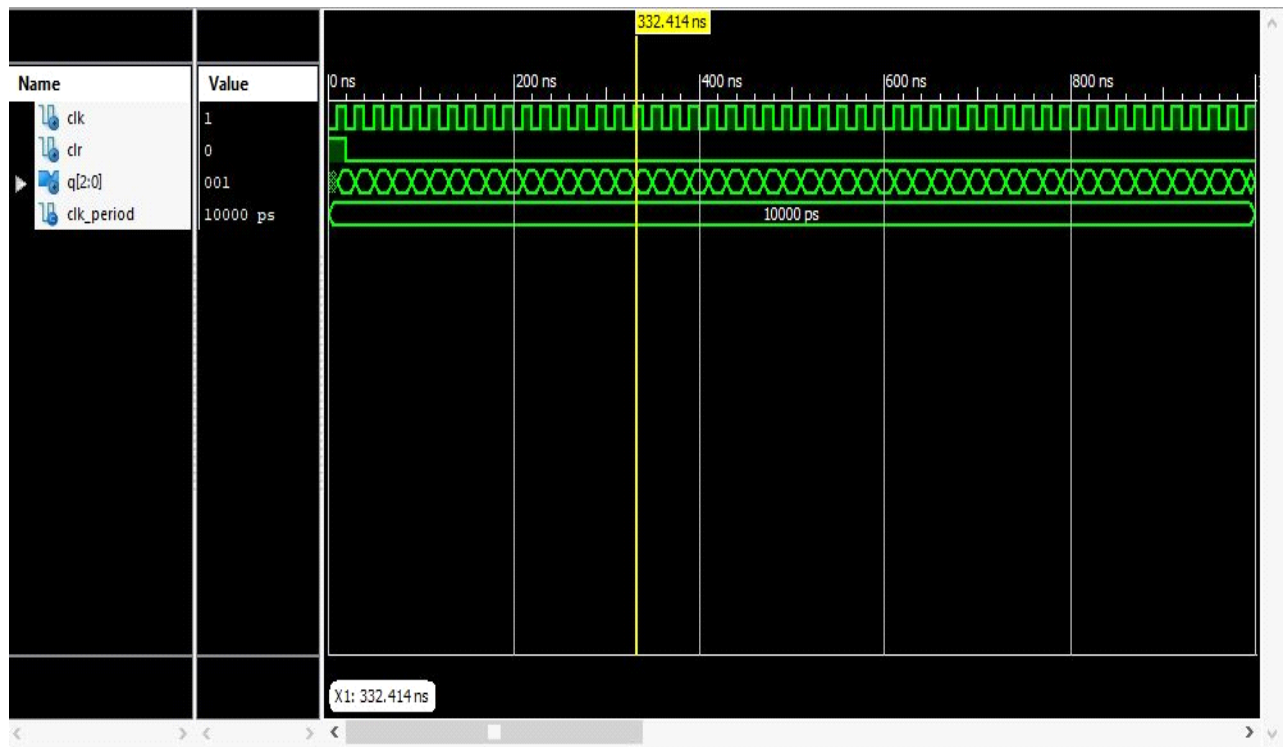 332.414 ns
Name Value 0 ns 200 ns 400 ns 600 ns 800 ns
clk 1
clr 0
q[2:0] 001
clk_period 10000 ps 10000 ps
X1: 332.414 ns